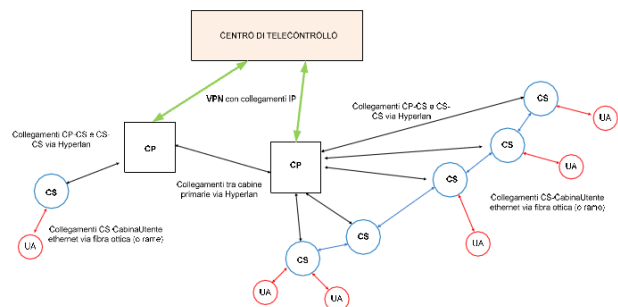 CENTRO DI TELECONTROLLO
VPN con collegamenti IP
Collegamenti CP-CS e CS-
CS via Hyperlan
CS
UA
Collegamenti CP-CS e CS-
CS via Hyperlan
CP
CP
CS
UA
Collegamenti tra cabine
primarie via Hyperlan
CS
CS
Collegamenti CS-CabinaUtente
ethernet via fibra ottica (o rame)
Collegamenti CS-CabinaUtente
ethernet via fibra ottica (o rame)
UA
CS
UA
CS
UA
UA